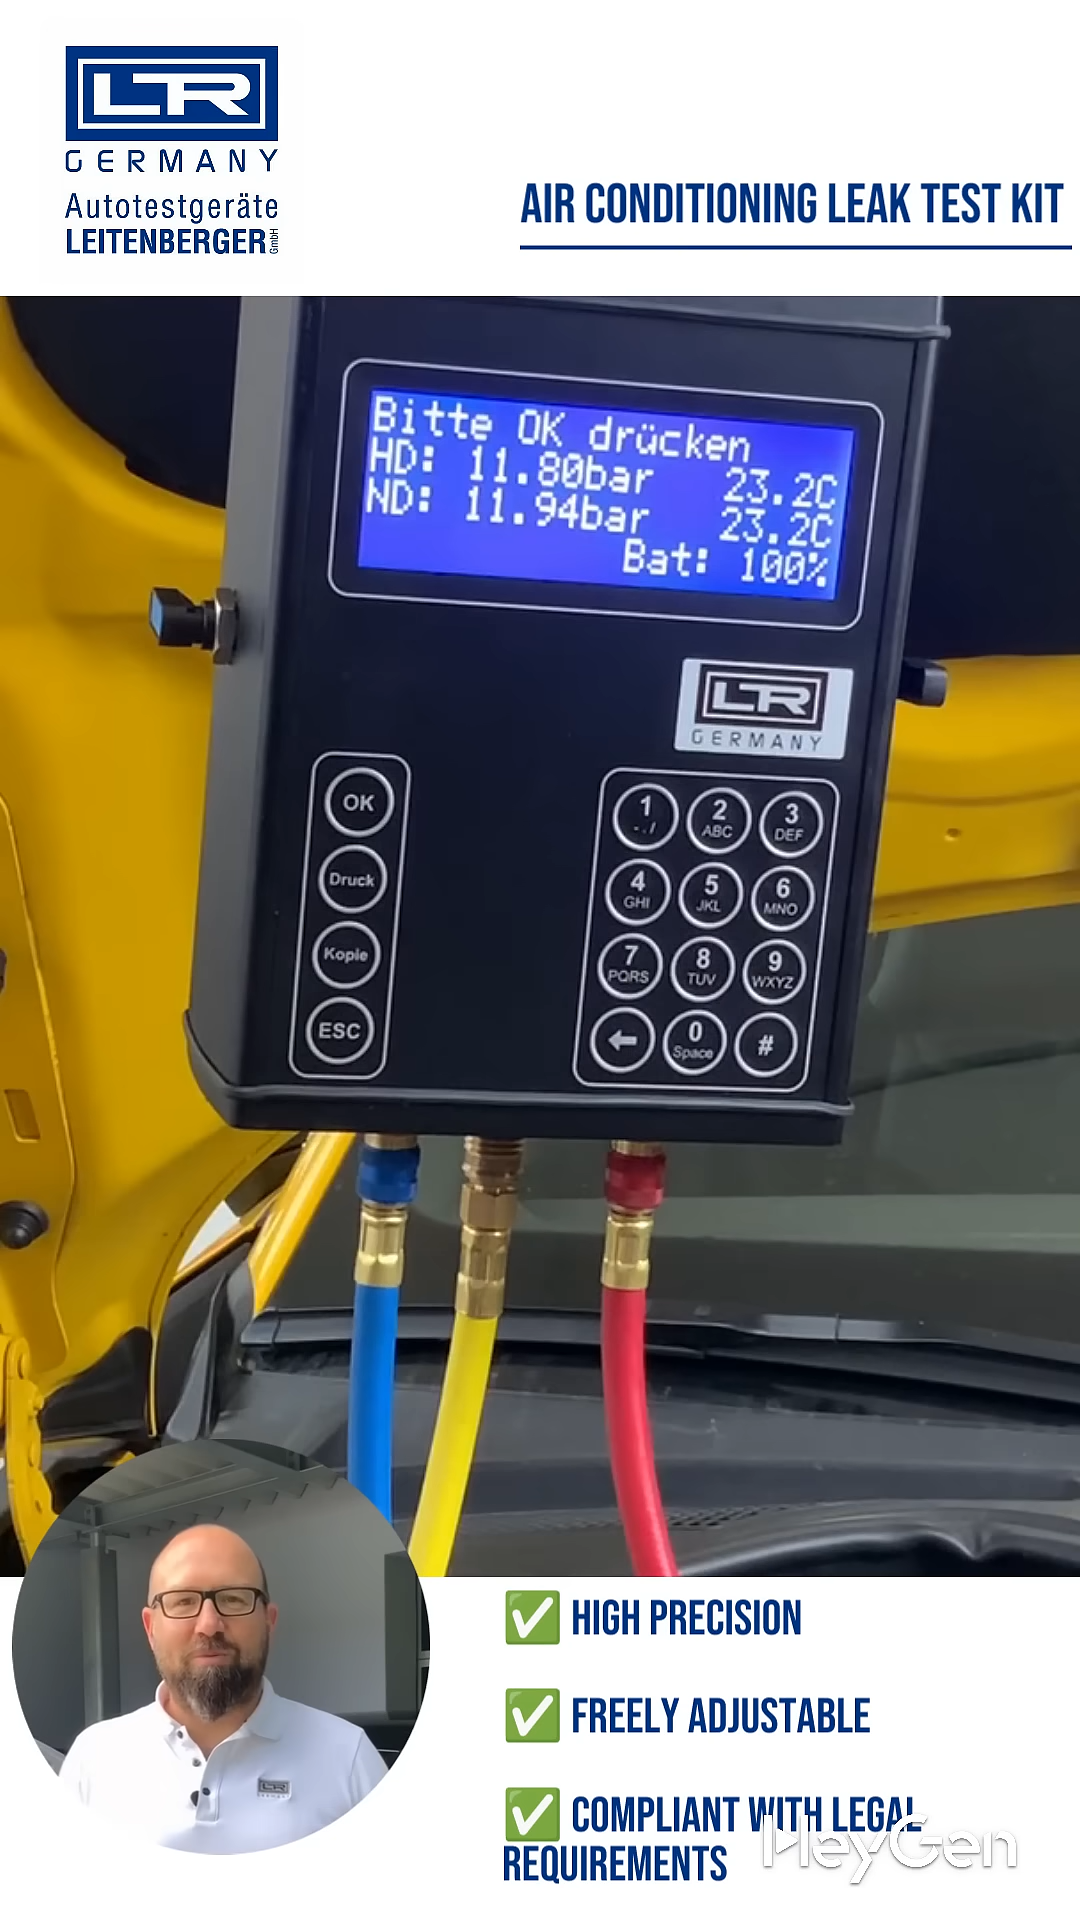 LTR
GERMANY
Autotestgeräte
LEITENBERGER GmbH
AIR CONDITIONING LEAK TEST KIT
Bitte OK drücken
HD: 11.80bar 23.2C
ND: 11.94bar 23.2C
Bat: 100%
LTR
GERMANY
OK
Druck
Kopie
ESC
1 2 3
- . / ABC DEF
4 5 6
GHI JKL MNO
7 8 9
PQRS TUV WXYZ
← 0 #
Space
LTR
✅ HIGH PRECISION
✅ FREELY ADJUSTABLE
✅ COMPLIANT WITH LEGAL
REQUIREMENTS
HeyGen